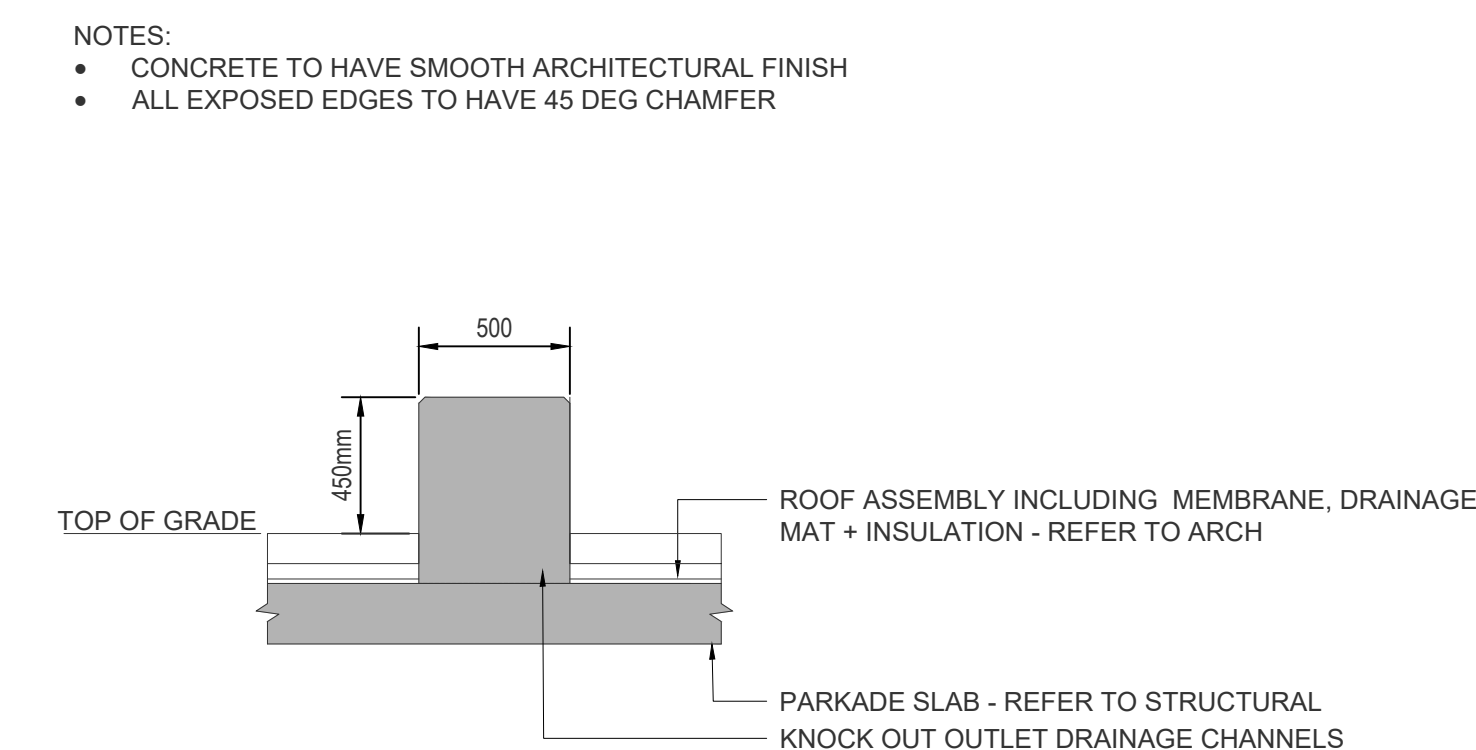 NOTES:
• CONCRETE TO HAVE SMOOTH ARCHITECTURAL FINISH
• ALL EXPOSED EDGES TO HAVE 45 DEG CHAMFER
500
450mm
TOP OF GRADE
ROOF ASSEMBLY INCLUDING MEMBRANE, DRAINAGE
MAT + INSULATION - REFER TO ARCH
PARKADE SLAB - REFER TO STRUCTURAL
KNOCK OUT OUTLET DRAINAGE CHANNELS